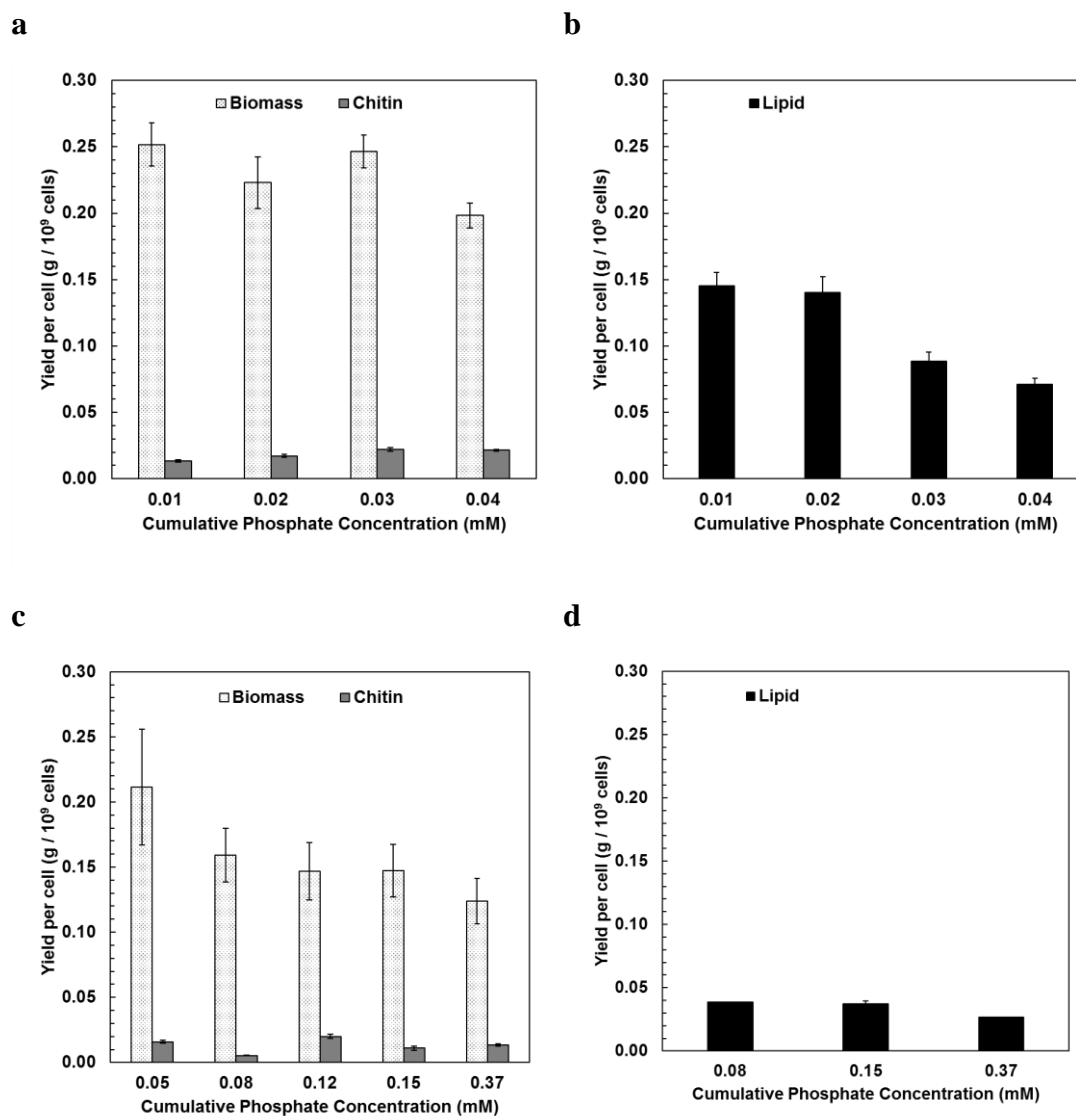 a
0.30
0.25
0.20
0.15
0.10
0.05
0.00
Yield per cell (g / 10⁹ cells)
Biomass Chitin
0.01 0.02 0.03 0.04
Cumulative Phosphate Concentration (mM)
b
0.30
0.25
0.20
0.15
0.10
0.05
0.00
Yield per cell (g / 10⁹ cells)
Lipid
0.01 0.02 0.03 0.04
Cumulative Phosphate Concentration (mM)
c
0.30
0.25
0.20
0.15
0.10
0.05
0.00
Yield per cell (g / 10⁹ cells)
Biomass Chitin
0.05 0.08 0.12 0.15 0.37
Cumulative Phosphate Concentration (mM)
d
0.30
0.25
0.20
0.15
0.10
0.05
0.00
Yield per cell (g / 10⁹ cells)
Lipid
0.08 0.15 0.37
Cumulative Phosphate Concentration (mM)